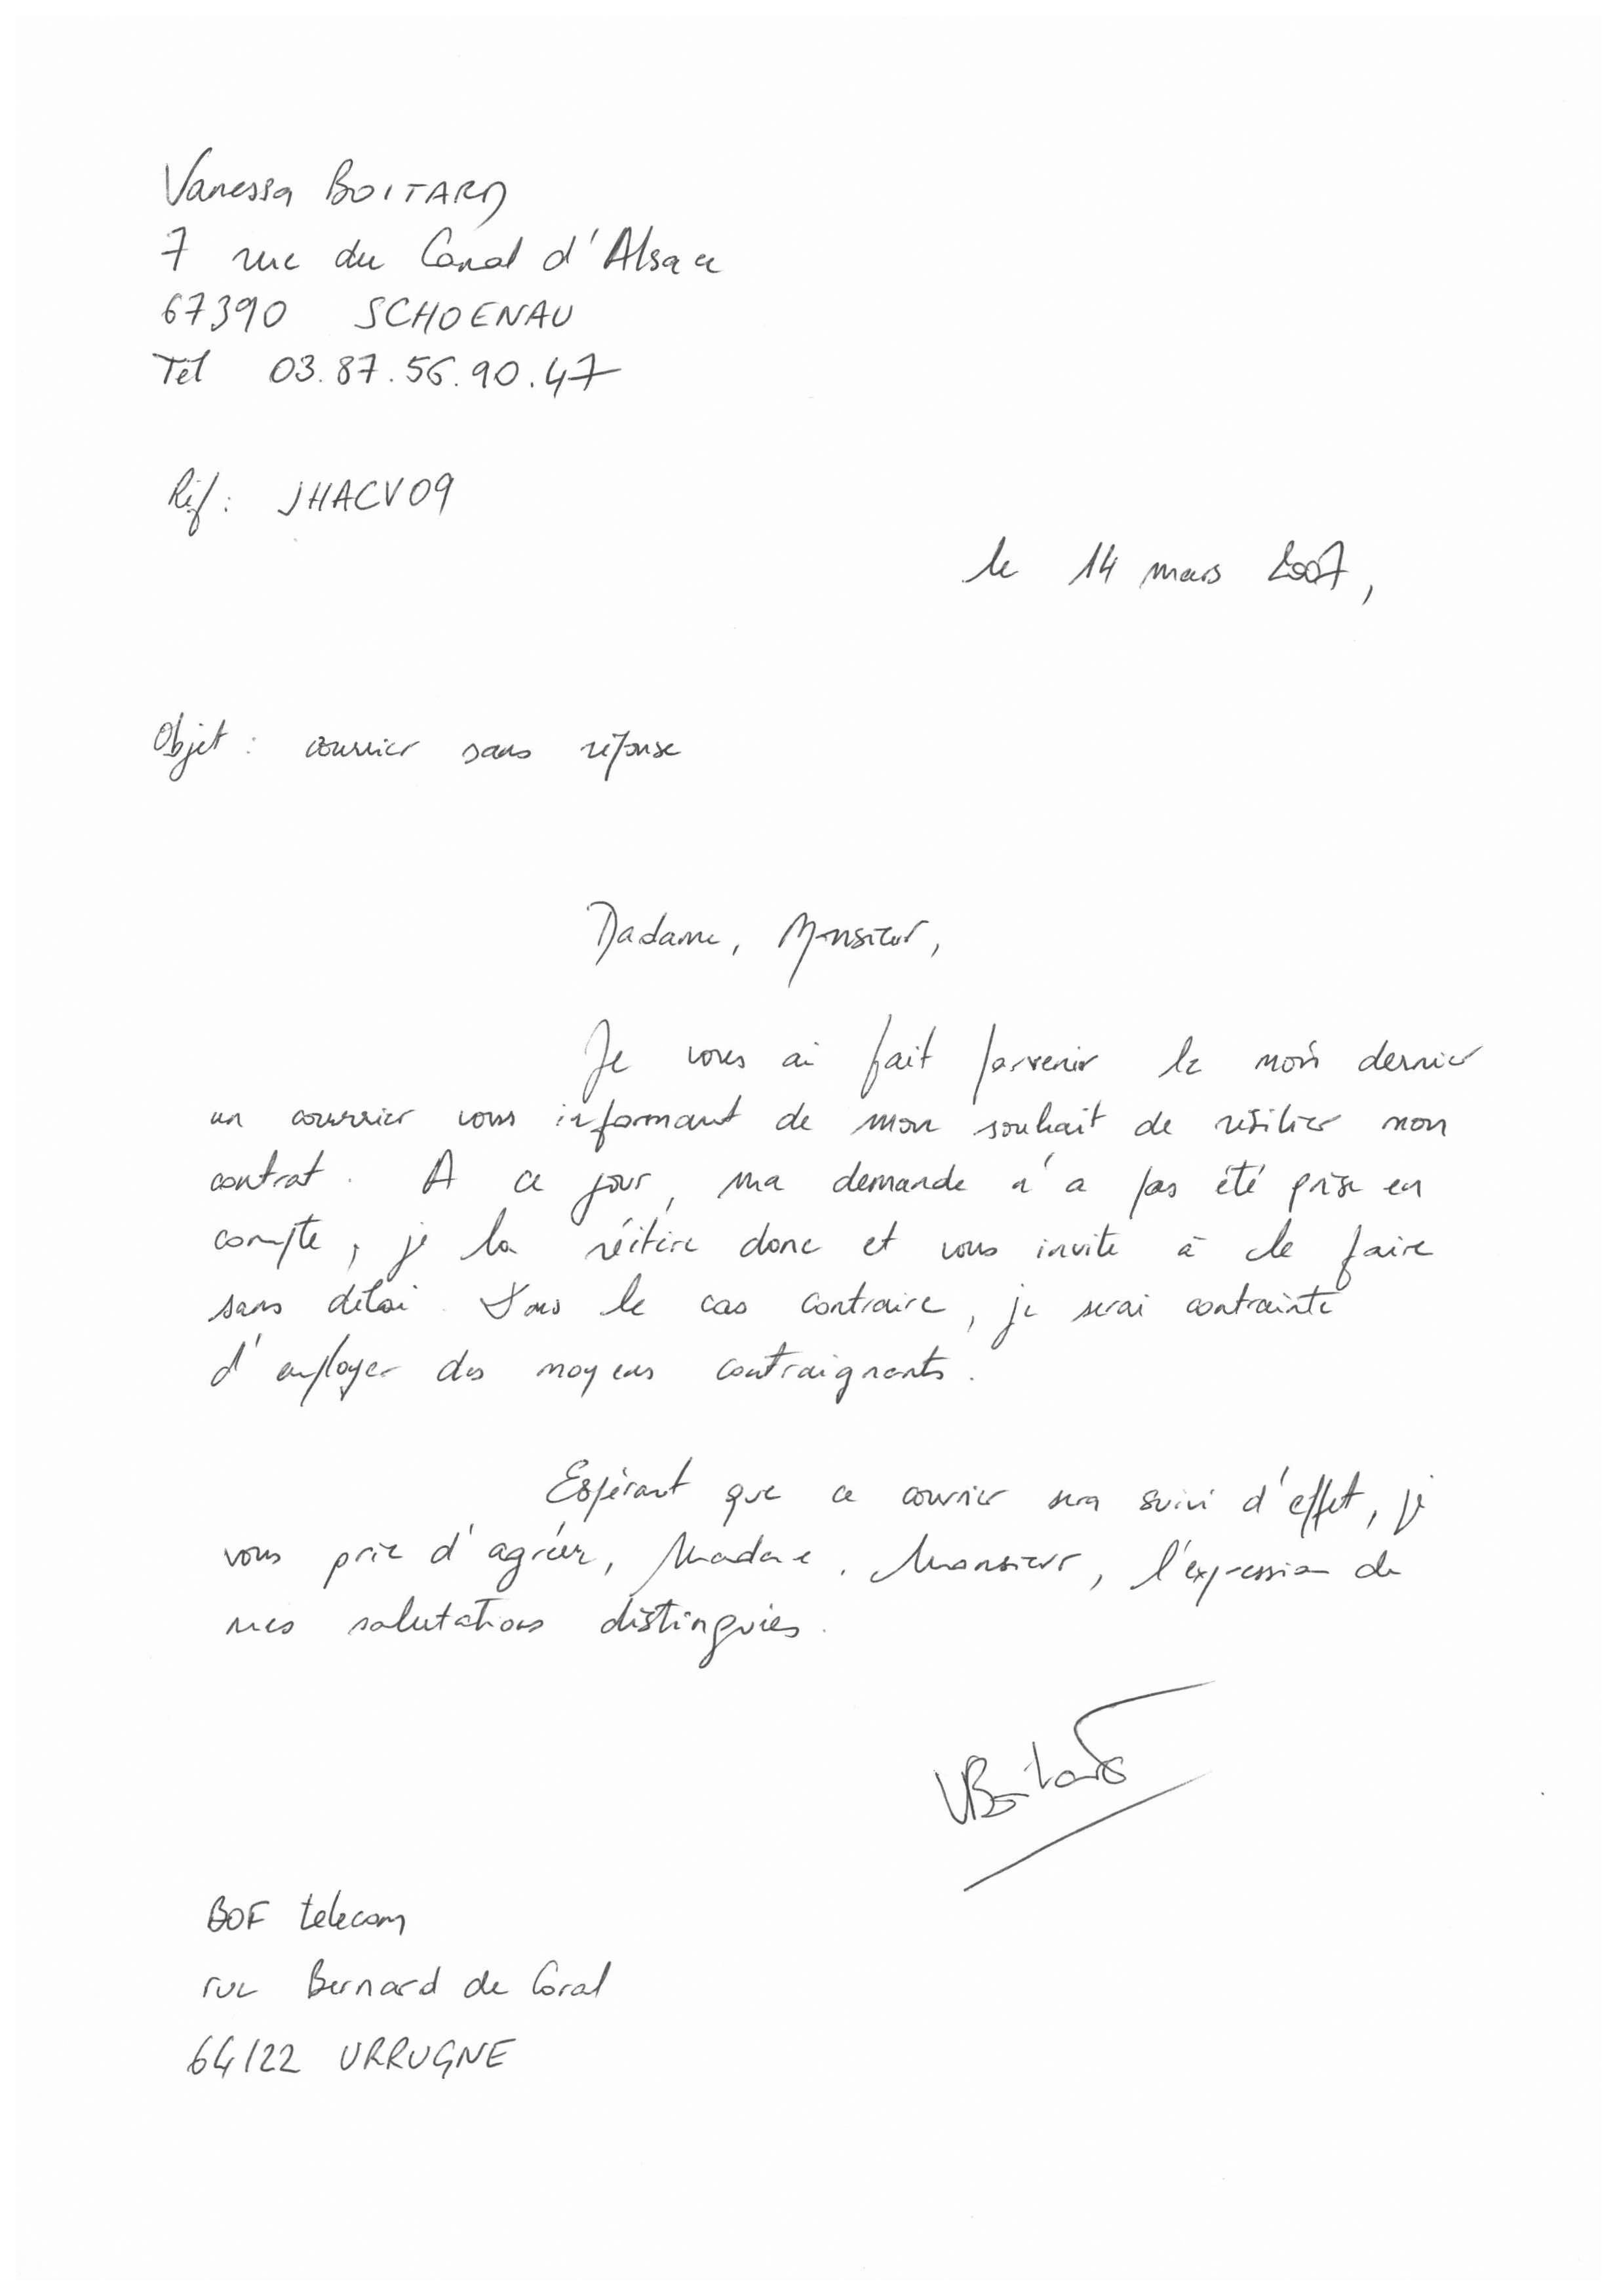 Vanessa BOITARD
7 rue du Canal d'Alsace
67390 SCHOENAU
Tél 03.87.56.90.47
Réf: JHACV09
le 14 mars 2007,
Objet : courrier sans réponse
Madame, Monsieur,
Je vous ai fait parvenir le mois dernier
un courrier vous informant de mon souhait de résilier mon
contrat. A ce jour, ma demande n'a pas été prise en
compte, je la réitère donc et vous invite à le faire
sans délai. Dans le cas contraire, je serai contrainte
d'employer des moyens contraignants.
Espérant que ce courrier sera suivi d'effet, je
vous prie d'agréer, Madame, Monsieur, l'expression de
mes salutations distinguées.
VBoitard
BOF telecom
rue Bernard de Coral
64122 URRUGNE